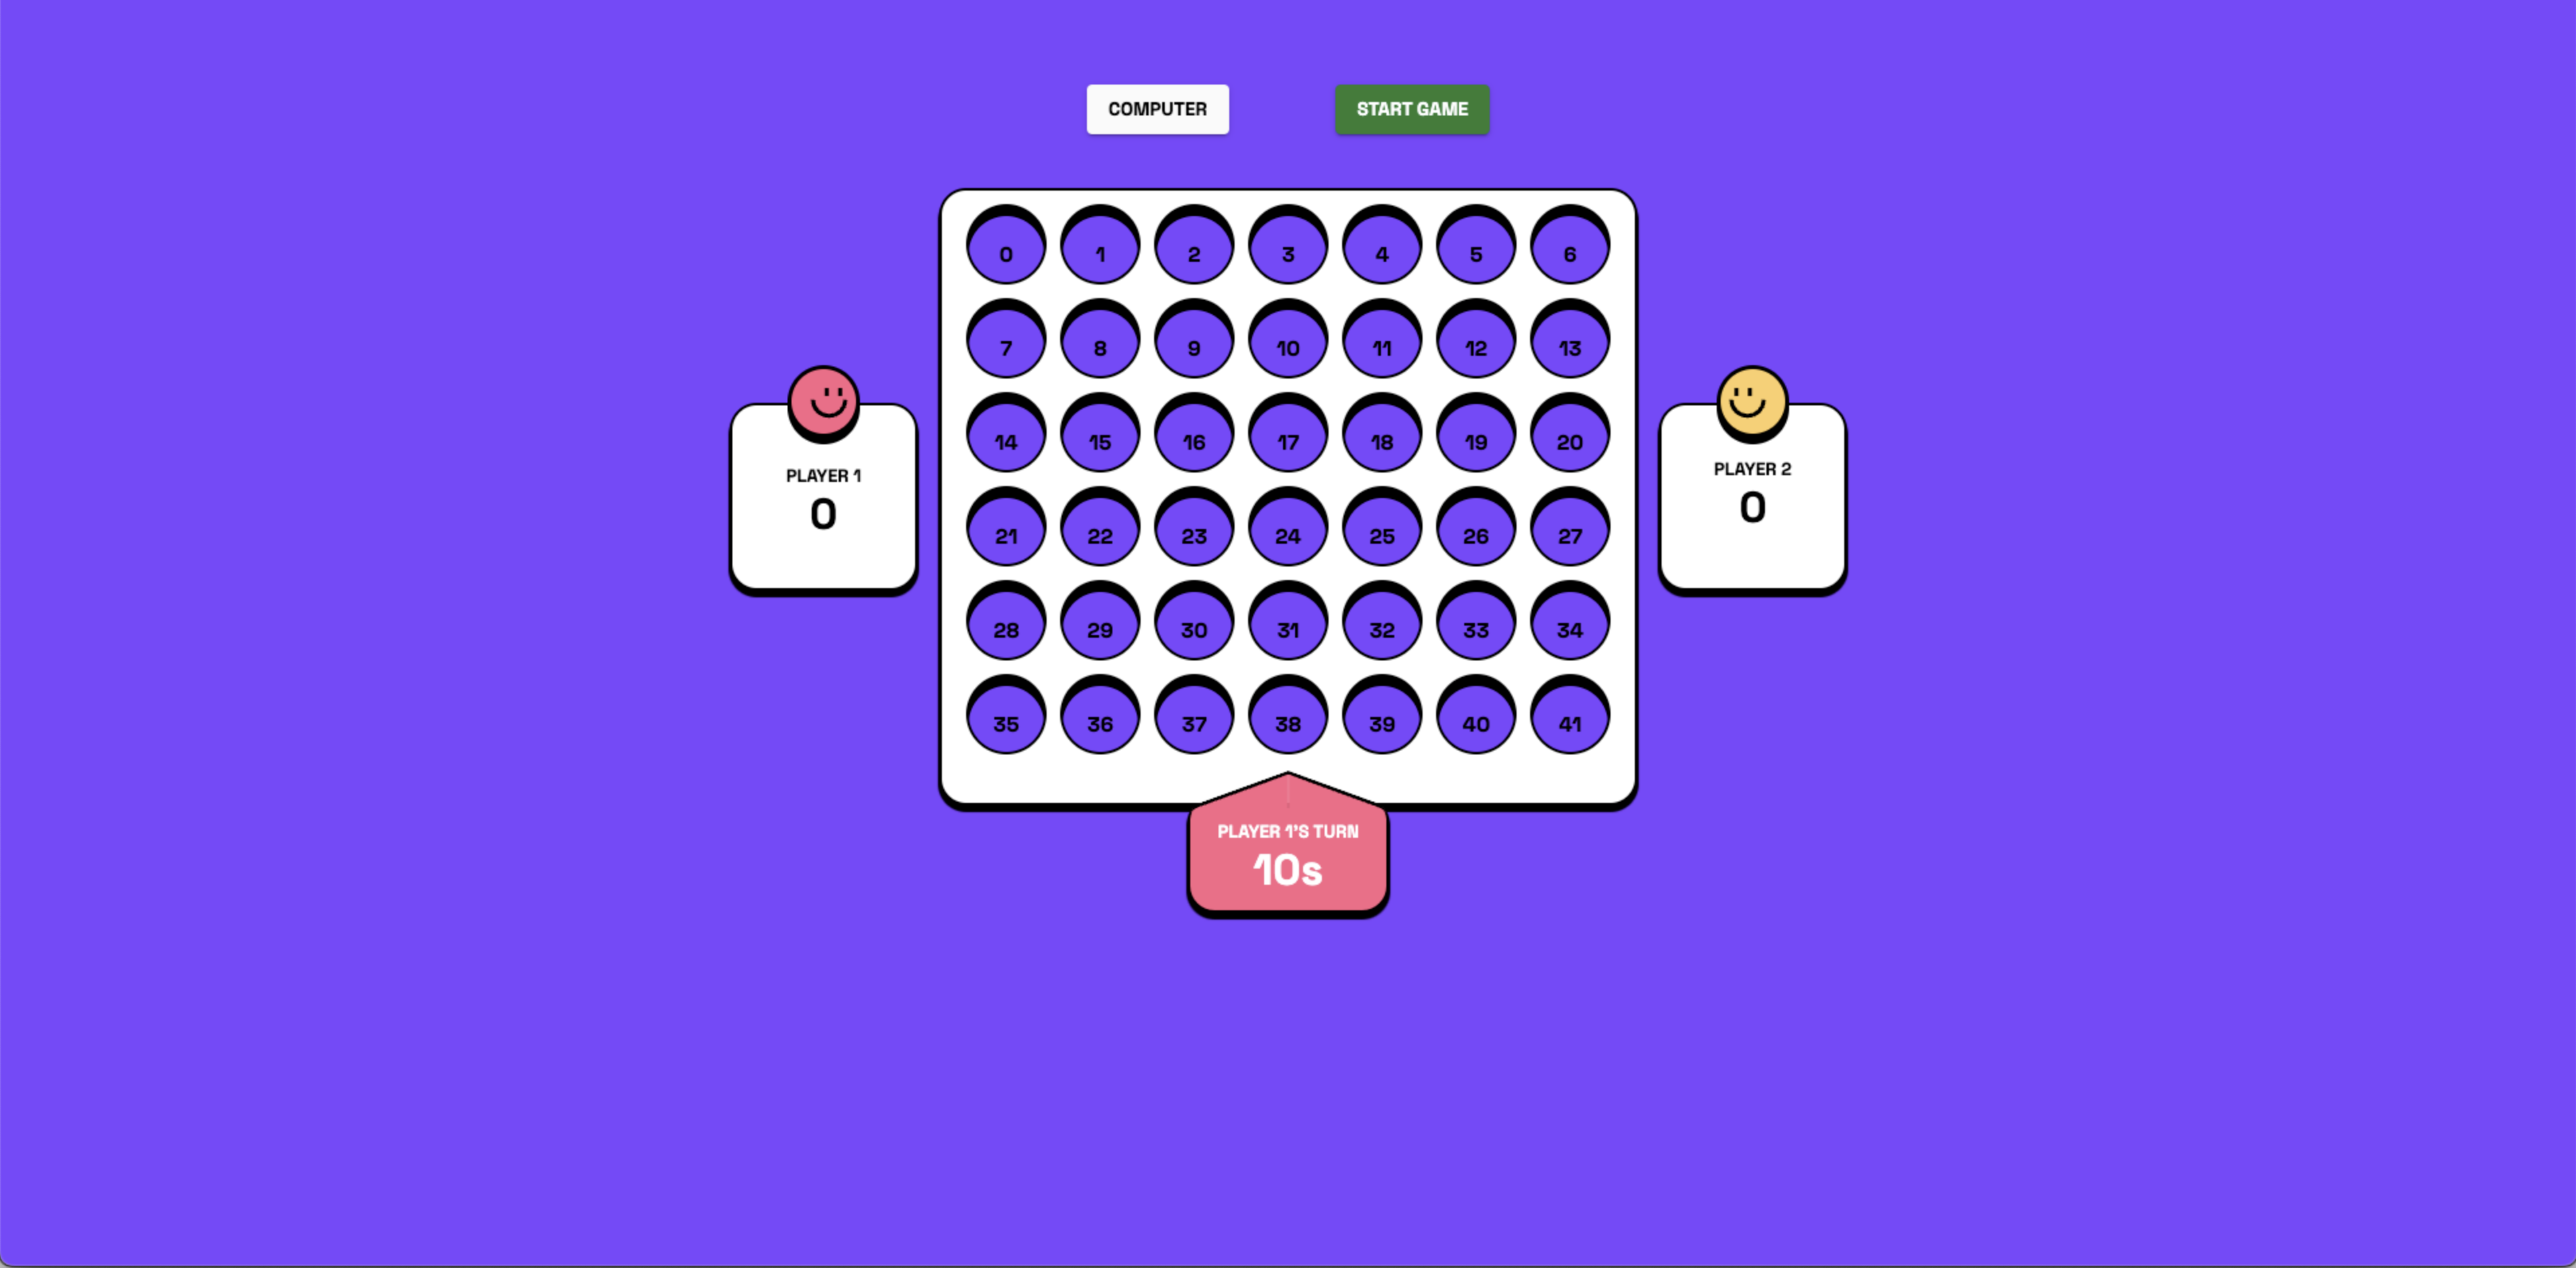 COMPUTER START GAME
0 1 2 3 4 5 6
7 8 9 10 11 12 13
14 15 16 17 18 19 20
21 22 23 24 25 26 27
28 29 30 31 32 33 34
35 36 37 38 39 40 41
PLAYER 1
0
PLAYER 2
0
PLAYER 1'S TURN
10s